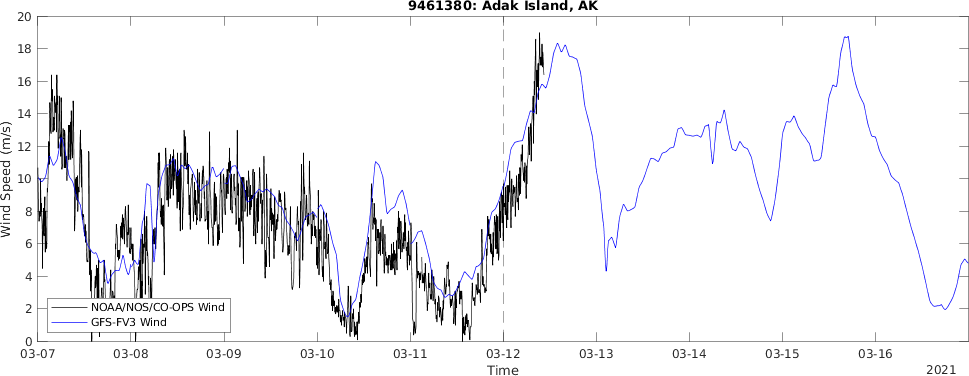 9461380: Adak Island, AK
Wind Speed (m/s)
20
18
16
14
12
10
8
6
4
2
0
NOAA/NOS/CO-OPS Wind
GFS-FV3 Wind
03-07 03-08 03-09 03-10 03-11 03-12 03-13 03-14 03-15 03-16
Time
2021